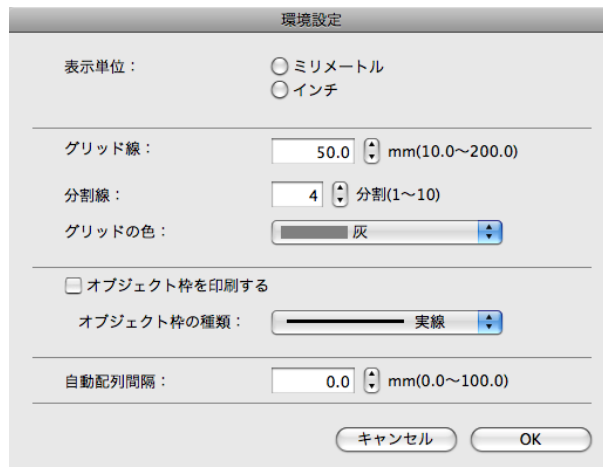 環境設定
表示単位： ミリメートル
インチ
グリッド線： 50.0 mm(10.0〜200.0)
分割線： 4 分割(1〜10)
グリッドの色： 灰
オブジェクト枠を印刷する
オブジェクト枠の種類： 実線
自動配列間隔： 0.0 mm(0.0〜100.0)
キャンセル OK